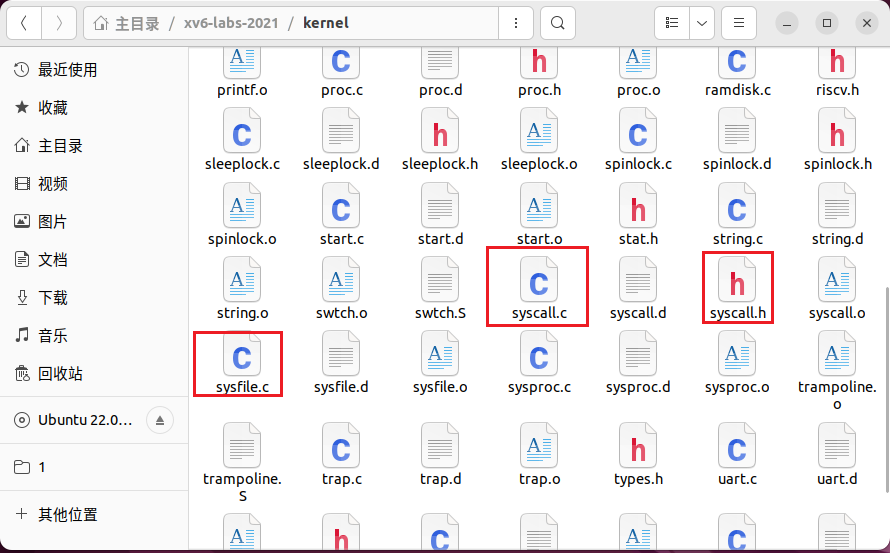 主目录 / xv6-labs-2021 / kernel
最近使用
收藏
主目录
视频
图片
文档
下载
音乐
回收站
Ubuntu 22.0...
1
其他位置
printf.o proc.c proc.d proc.h proc.o ramdisk.c riscv.h
sleeplock.c sleeplock.d sleeplock.h sleeplock.o spinlock.c spinlock.d spinlock.h
spinlock.o start.c start.d start.o stat.h string.c string.d
string.o swtch.o swtch.S syscall.c syscall.d syscall.h syscall.o
sysfile.c sysfile.d sysfile.o sysproc.c sysproc.d sysproc.o trampoline.
o
trampoline. trap.c trap.d trap.o types.h uart.c uart.d
S